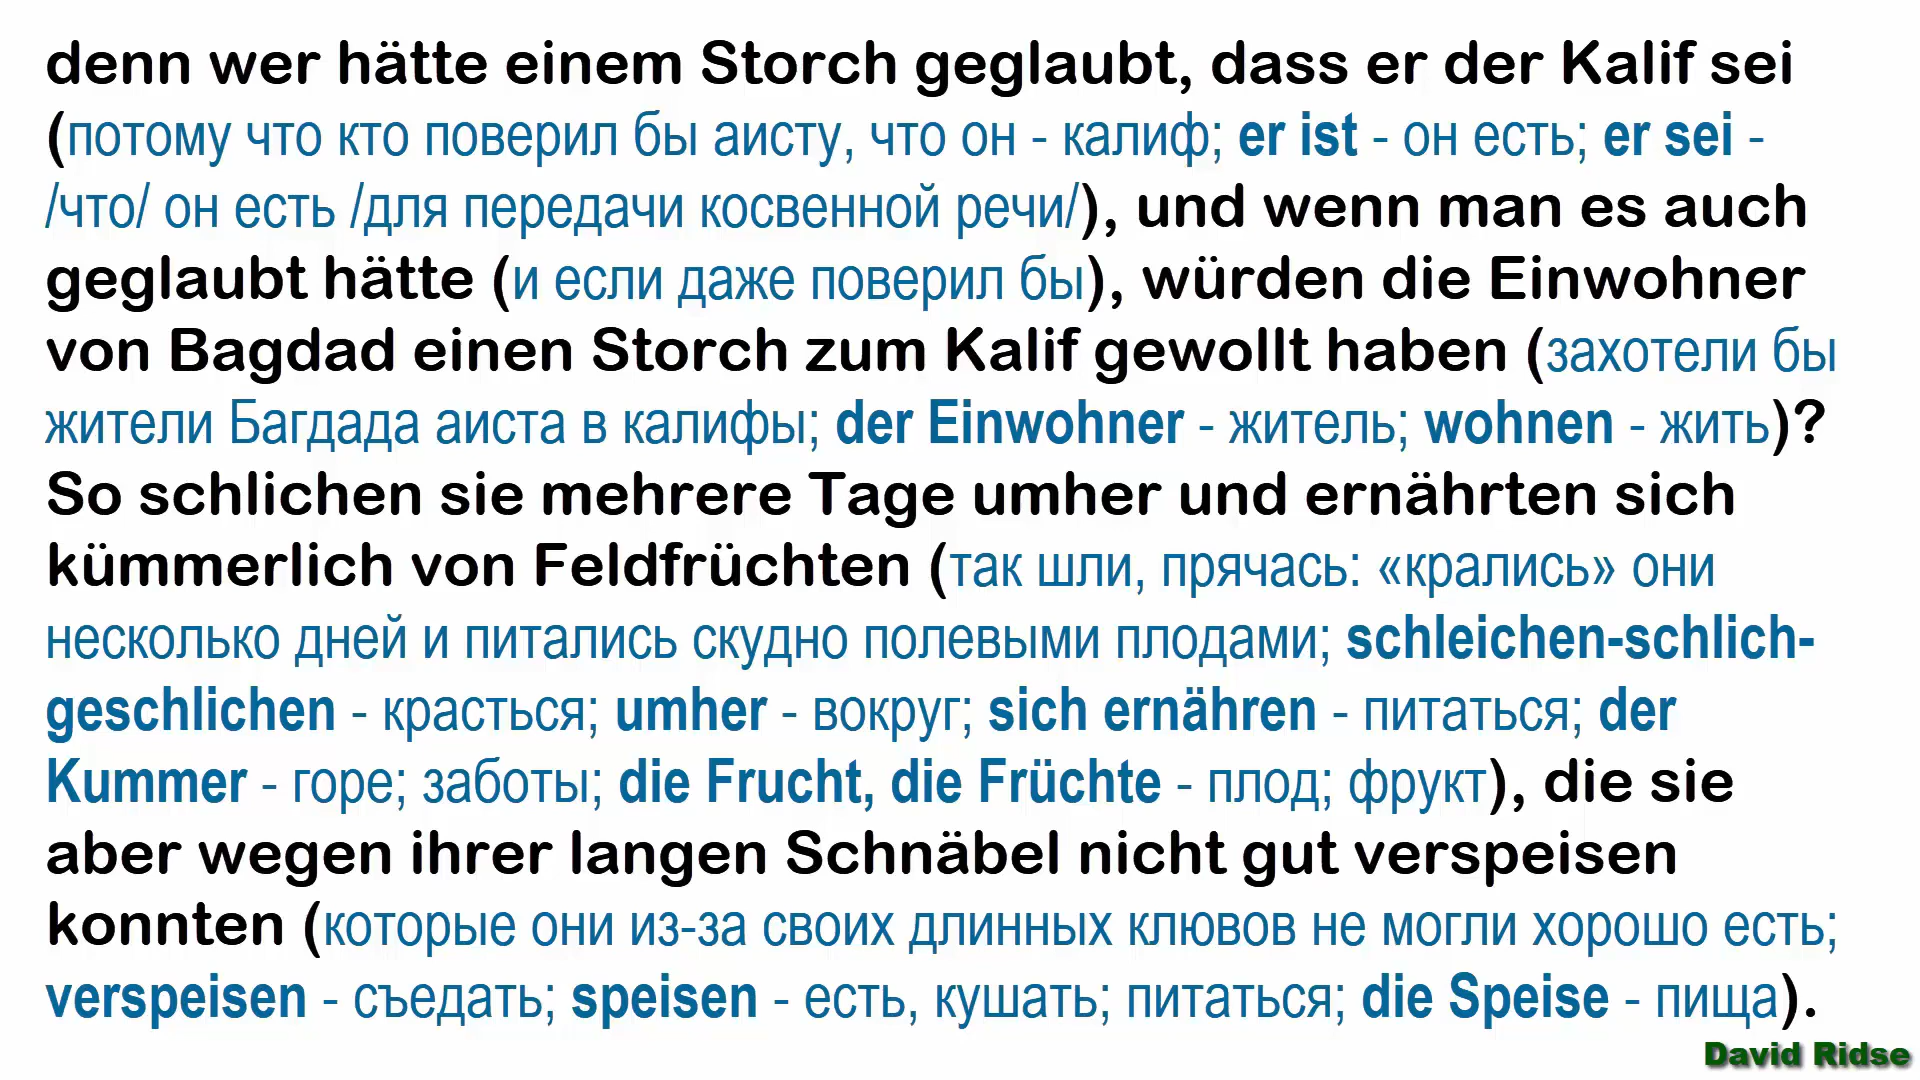 denn wer hätte einem Storch geglaubt, dass er der Kalif sei
(потому что кто поверил бы аисту, что он - калиф; er ist - он есть; er sei -
/что/ он есть /для передачи косвенной речи/), und wenn man es auch
geglaubt hätte (и если даже поверил бы), würden die Einwohner
von Bagdad einen Storch zum Kalif gewollt haben (захотели бы
жители Багдада аиста в калифы; der Einwohner - житель; wohnen - жить)?
So schlichen sie mehrere Tage umher und ernährten sich
kümmerlich von Feldfrüchten (так шли, прячась: «крались» они
несколько дней и питались скудно полевыми плодами; schleichen-schlich-
geschlichen - красться; umher - вокруг; sich ernähren - питаться; der
Kummer - горе; заботы; die Frucht, die Früchte - плод; фрукт), die sie
aber wegen ihrer langen Schnäbel nicht gut verspeisen
konnten (которые они из-за своих длинных клювов не могли хорошо есть;
verspeisen - съедать; speisen - есть, кушать; питаться; die Speise - пища).
David Ridse